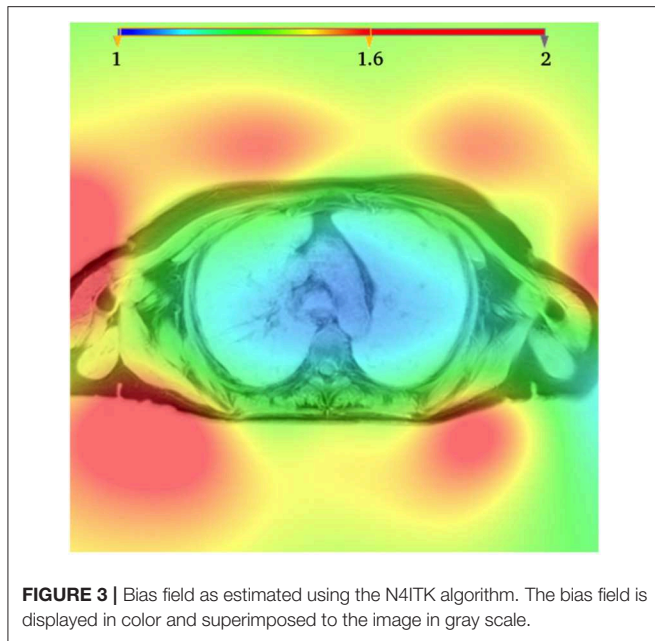 1 1.6 2
FIGURE 3 | Bias field as estimated using the N4ITK algorithm. The bias field is
displayed in color and superimposed to the image in gray scale.